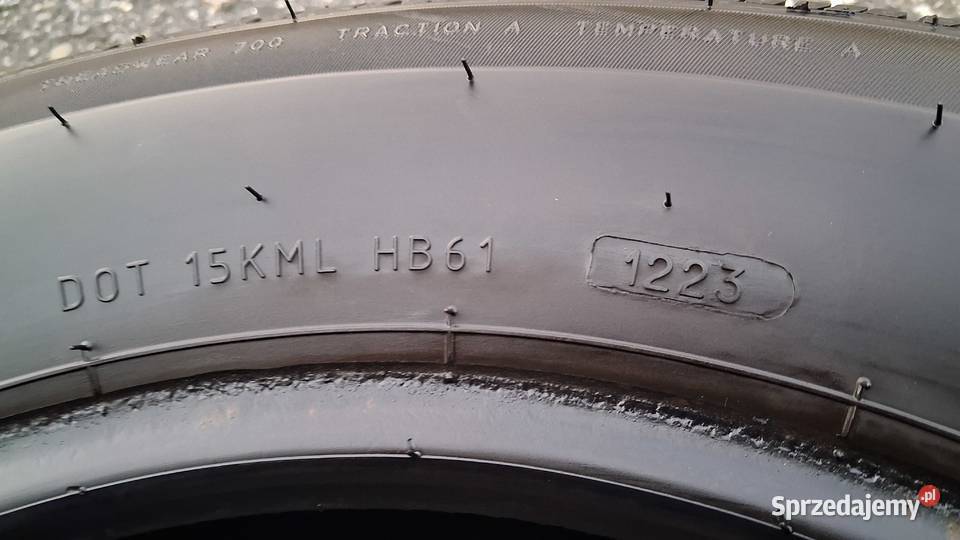 TREADWEAR 700 TRACTION A TEMPERATURE A
DOT 15KML HB61 1223
Sprzedajemy.pl